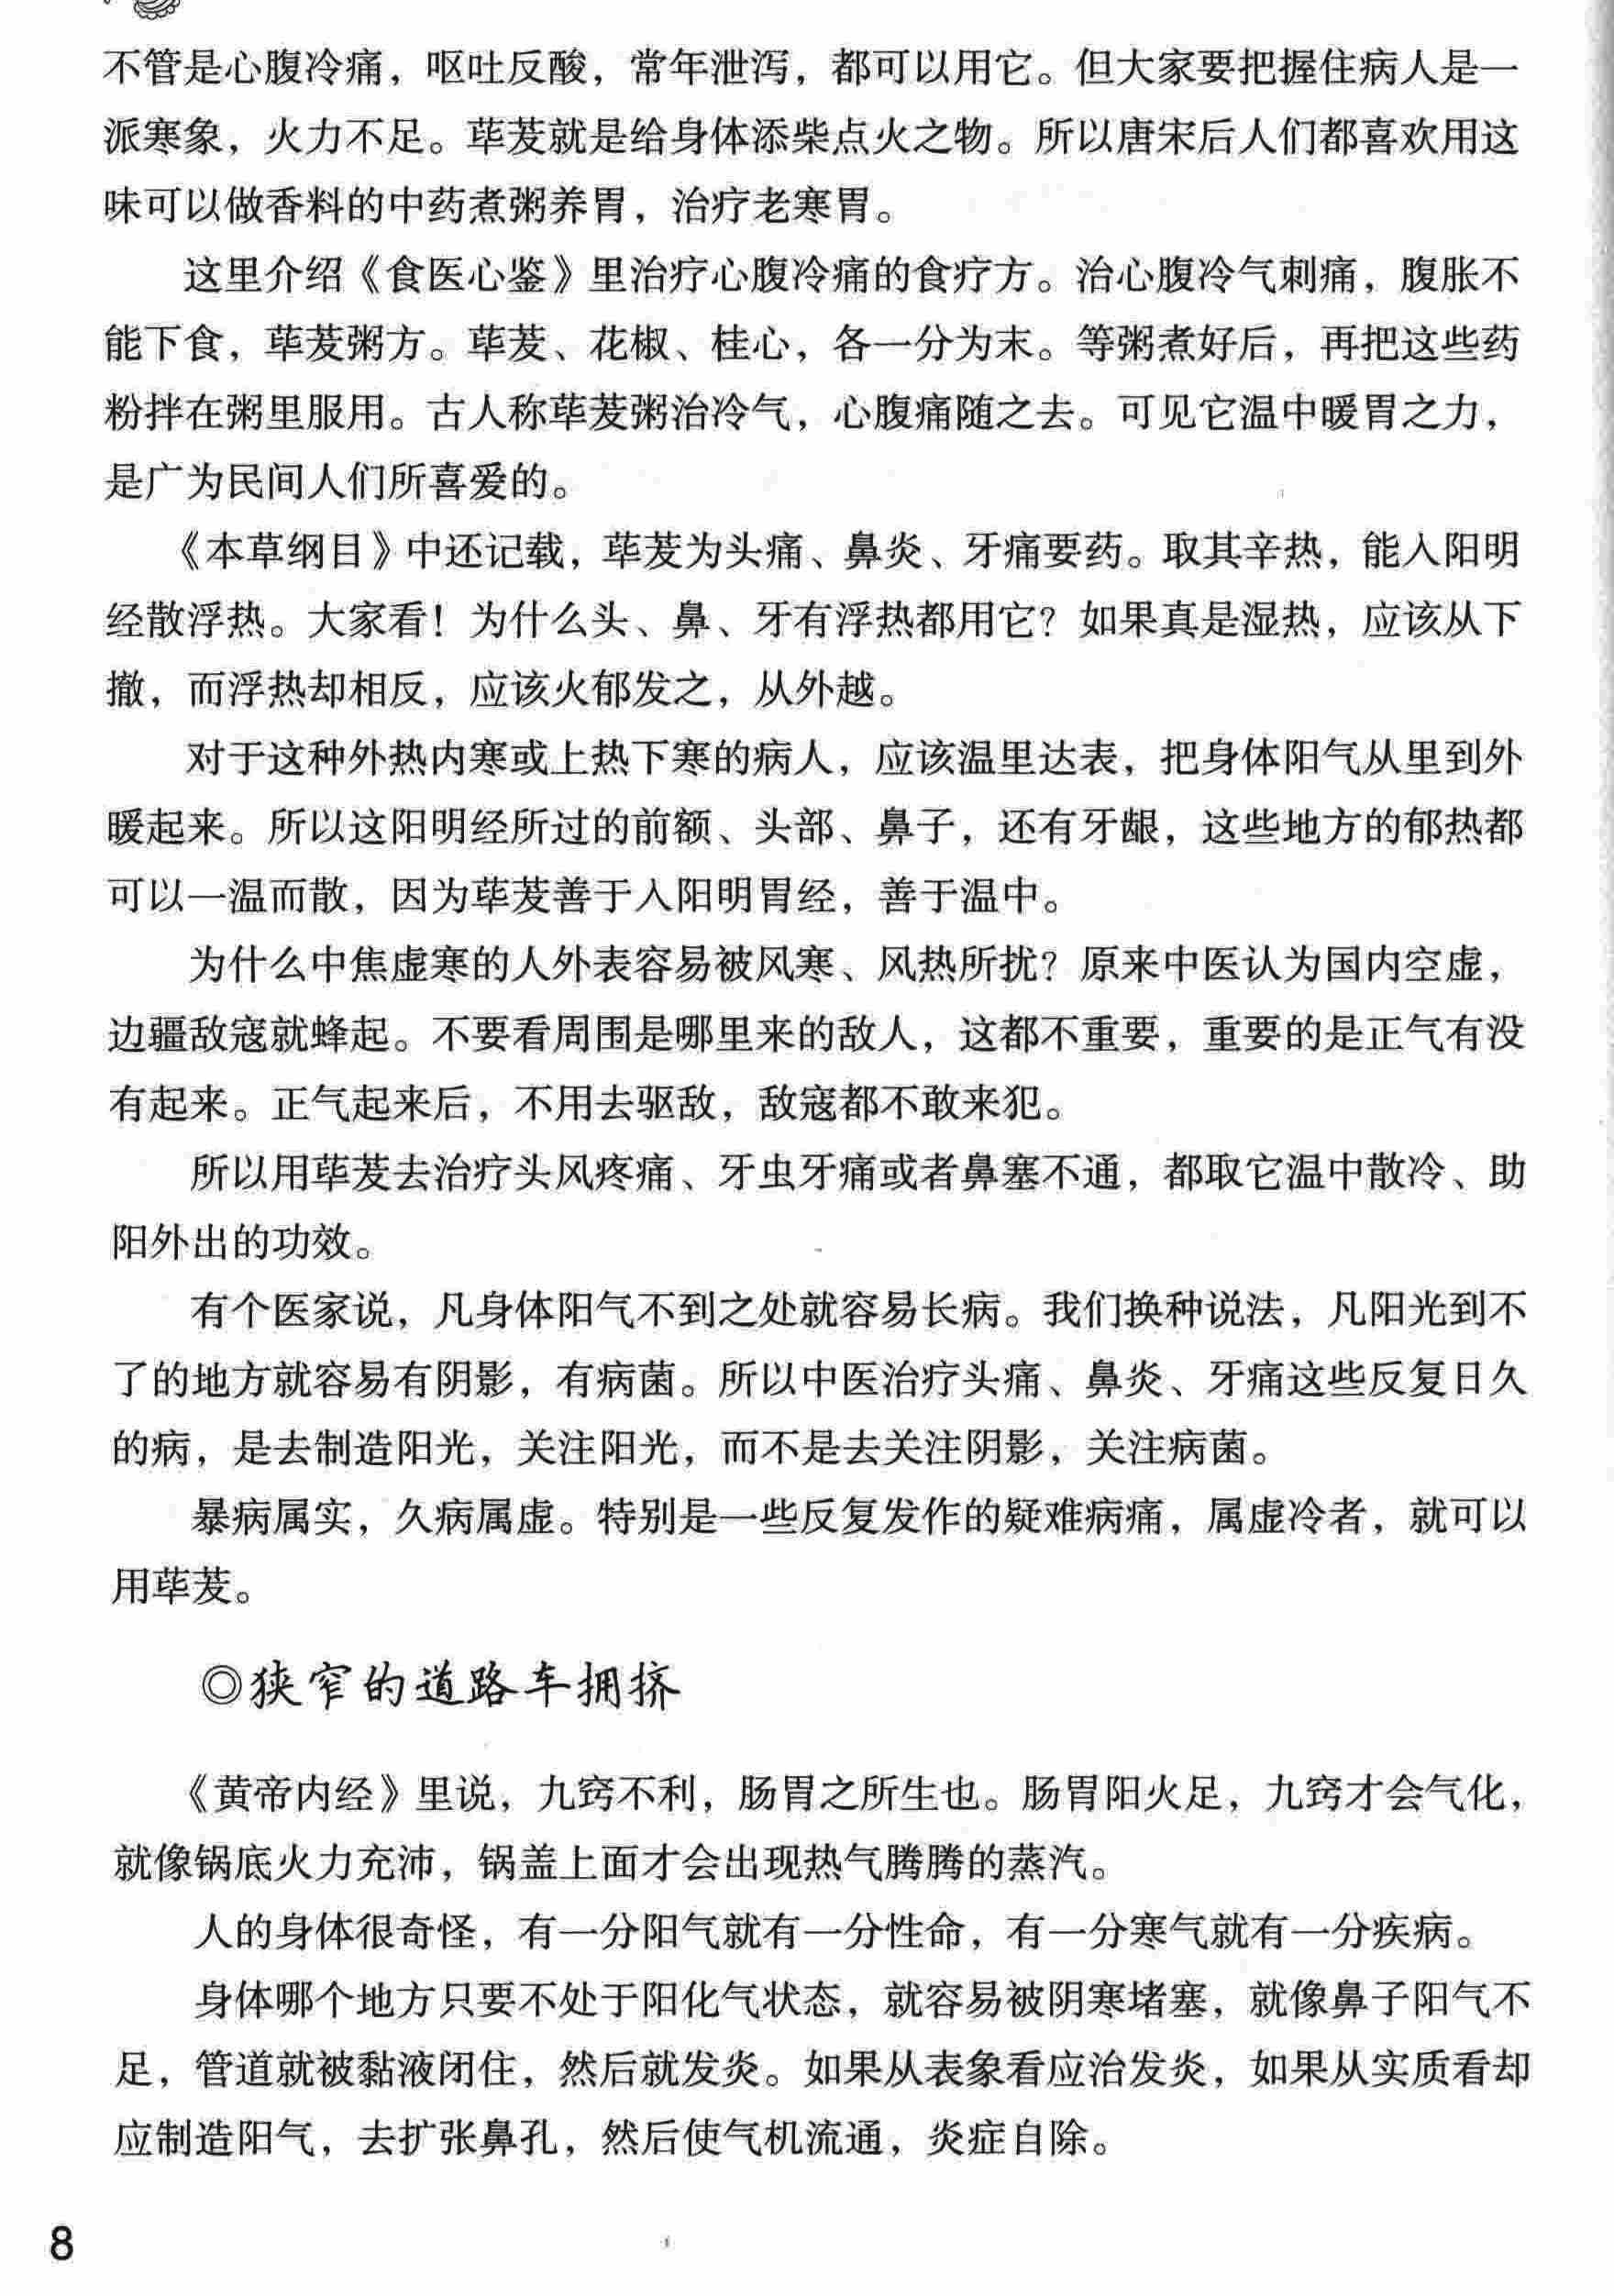 不管是心腹冷痛，呕吐反酸，常年泄泻，都可以用它。但大家要把握住病人是一
派寒象，火力不足。荜茇就是给身体添柴点火之物。所以唐宋后人们都喜欢用这
味可以做香料的中药煮粥养胃，治疗老寒胃。
这里介绍《食医心鉴》里治疗心腹冷痛的食疗方。治心腹冷气刺痛，腹胀不
能下食，荜茇粥方。荜茇、花椒、桂心，各一分为末。等粥煮好后，再把这些药
粉拌在粥里服用。古人称荜茇粥治冷气，心腹痛随之去。可见它温中暖胃之力，
是广为民间人们所喜爱的。
《本草纲目》中还记载，荜茇为头痛、鼻炎、牙痛要药。取其辛热，能入阳明
经散浮热。大家看！为什么头、鼻、牙有浮热都用它？如果真是湿热，应该从下
撤，而浮热却相反，应该火郁发之，从外越。
对于这种外热内寒或上热下寒的病人，应该温里达表，把身体阳气从里到外
暖起来。所以这阳明经所过的前额、头部、鼻子，还有牙龈，这些地方的郁热都
可以一温而散，因为荜茇善于入阳明胃经，善于温中。
为什么中焦虚寒的人外表容易被风寒、风热所扰？原来中医认为国内空虚，
边疆敌寇就蜂起。不要看周围是哪里来的敌人，这都不重要，重要的是正气有没
有起来。正气起来后，不用去驱敌，敌寇都不敢来犯。
所以用荜茇去治疗头风疼痛、牙虫牙痛或者鼻塞不通，都取它温中散冷、助
阳外出的功效。
有个医家说，凡身体阳气不到之处就容易长病。我们换种说法，凡阳光到不
了的地方就容易有阴影，有病菌。所以中医治疗头痛、鼻炎、牙痛这些反复日久
的病，是去制造阳光，关注阳光，而不是去关注阴影，关注病菌。
暴病属实，久病属虚。特别是一些反复发作的疑难病痛，属虚冷者，就可以
用荜茇。
◎狭窄的道路车拥挤
《黄帝内经》里说，九窍不利，肠胃之所生也。肠胃阳火足，九窍才会气化，
就像锅底火力充沛，锅盖上面才会出现热气腾腾的蒸汽。
人的身体很奇怪，有一分阳气就有一分性命，有一分寒气就有一分疾病。
身体哪个地方只要不处于阳化气状态，就容易被阴寒堵塞，就像鼻子阳气不
足，管道就被黏液闭住，然后就发炎。如果从表象看应治发炎，如果从实质看却
应制造阳气，去扩张鼻孔，然后使气机流通，炎症自除。
8